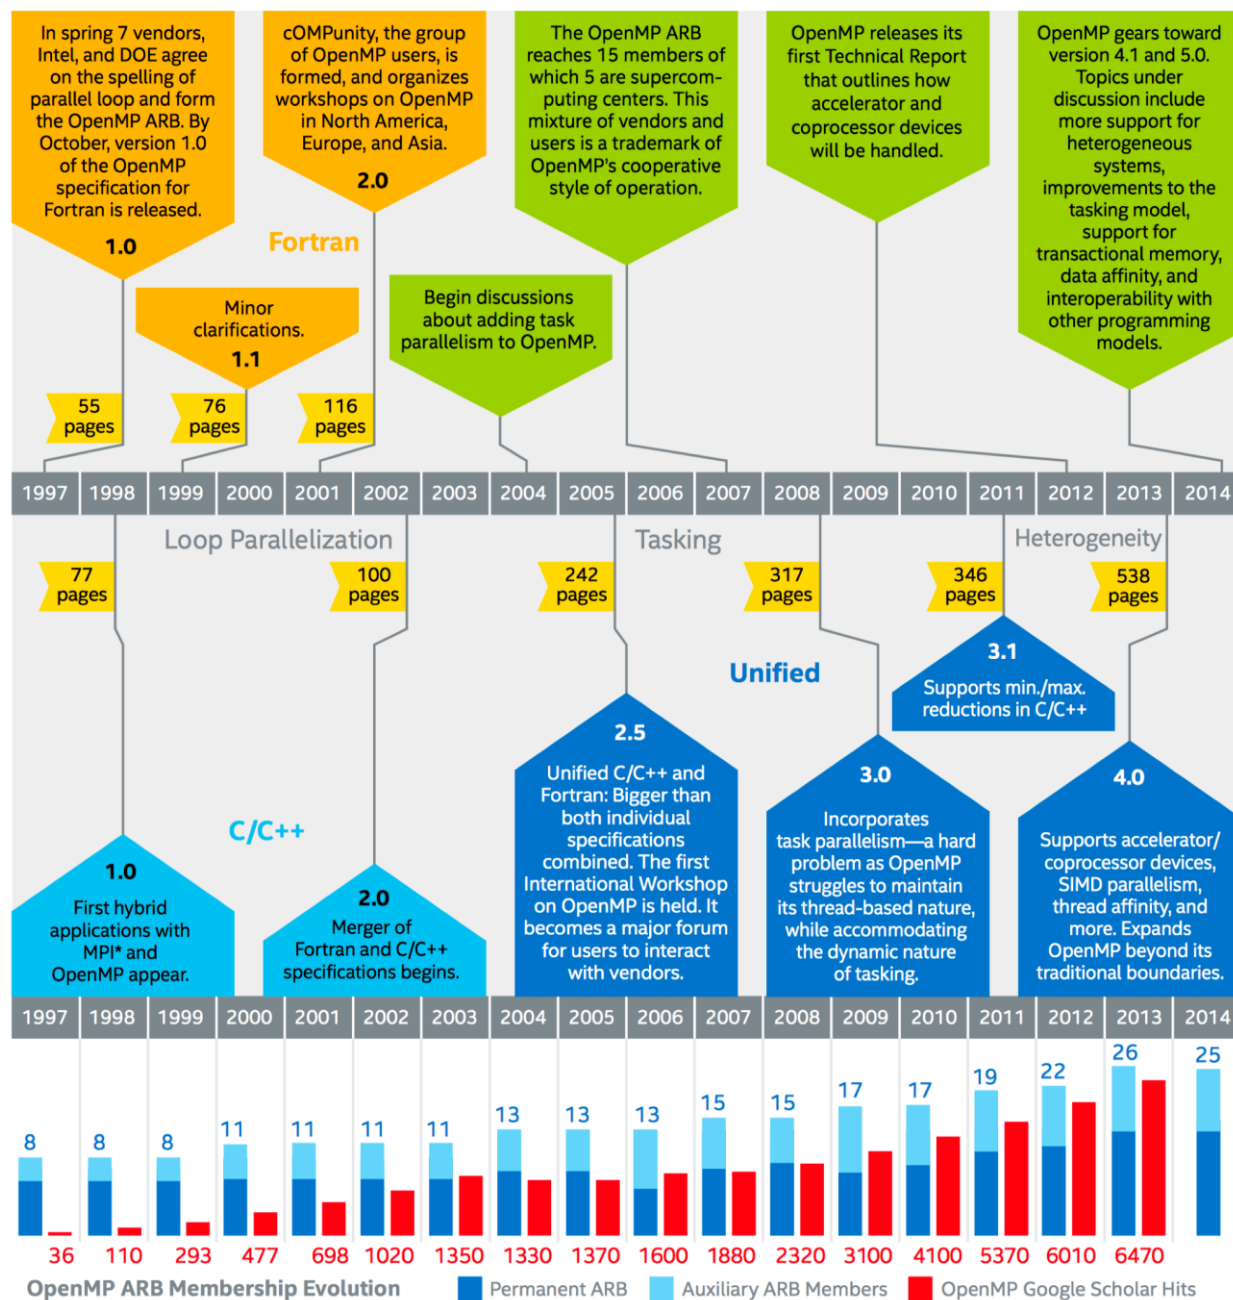 In spring 7 vendors,
Intel, and DOE agree
on the spelling of
parallel loop and form
the OpenMP ARB. By
October, version 1.0
of the OpenMP
specification for
Fortran is released.
1.0
cOMPunity, the group
of OpenMP users, is
formed, and organizes
workshops on OpenMP
in North America,
Europe, and Asia.
2.0
The OpenMP ARB
reaches 15 members of
which 5 are supercom-
puting centers. This
mixture of vendors and
users is a trademark of
OpenMP's cooperative
style of operation.
OpenMP releases its
first Technical Report
that outlines how
accelerator and
coprocessor devices
will be handled.
OpenMP gears toward
version 4.1 and 5.0.
Topics under
discussion include
more support for
heterogeneous
systems,
improvements to the
tasking model,
support for
transactional memory,
data affinity, and
interoperability with
other programming
models.
Fortran
Minor
clarifications.
1.1
Begin discussions
about adding task
parallelism to OpenMP.
55
pages
76
pages
116
pages
1997 1998 1999 2000 2001 2002 2003 2004 2005 2006 2007 2008 2009 2010 2011 2012 2013 2014
Loop Parallelization Tasking Heterogeneity
77
pages
100
pages
242
pages
317
pages
346
pages
538
pages
Unified
3.1
Supports min./max.
reductions in C/C++
C/C++
1.0
First hybrid
applications with
MPI* and
OpenMP appear.
2.0
Merger of
Fortran and C/C++
specifications begins.
2.5
Unified C/C++ and
Fortran: Bigger than
both individual
specifications
combined. The first
International Workshop
on OpenMP is held. It
becomes a major forum
for users to interact
with vendors.
3.0
Incorporates
task parallelism—a hard
problem as OpenMP
struggles to maintain
its thread-based nature,
while accommodating
the dynamic nature
of tasking.
4.0
Supports accelerator/
coprocessor devices,
SIMD parallelism,
thread affinity, and
more. Expands
OpenMP beyond its
traditional boundaries.
1997 1998 1999 2000 2001 2002 2003 2004 2005 2006 2007 2008 2009 2010 2011 2012 2013 2014
8 8 8 11 11 11 11 13 13 13 15 15 17 17 19 22 26 25
36 110 293 477 698 1020 1350 1330 1370 1600 1880 2320 3100 4100 5370 6010 6470
OpenMP ARB Membership Evolution Permanent ARB Auxiliary ARB Members OpenMP Google Scholar Hits